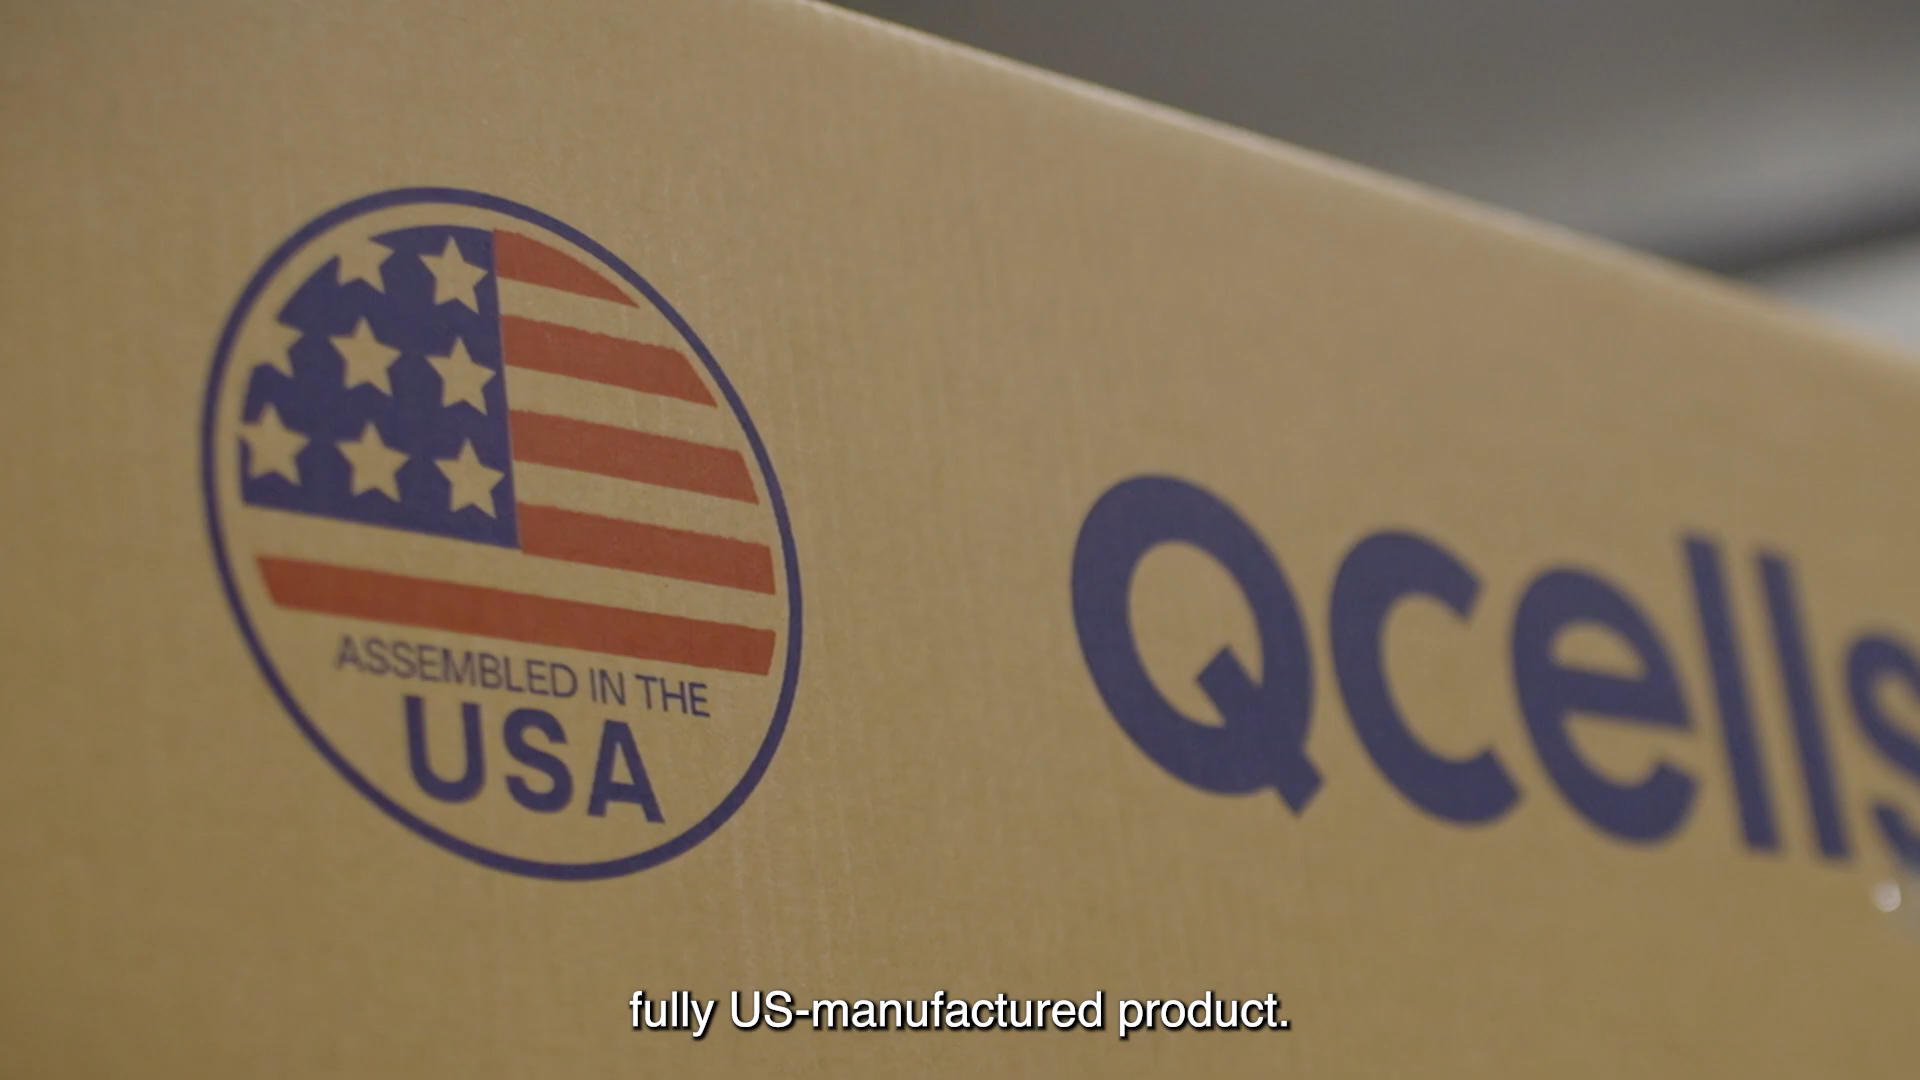 ASSEMBLED IN THE
USA
Qcells
fully US-manufactured product.